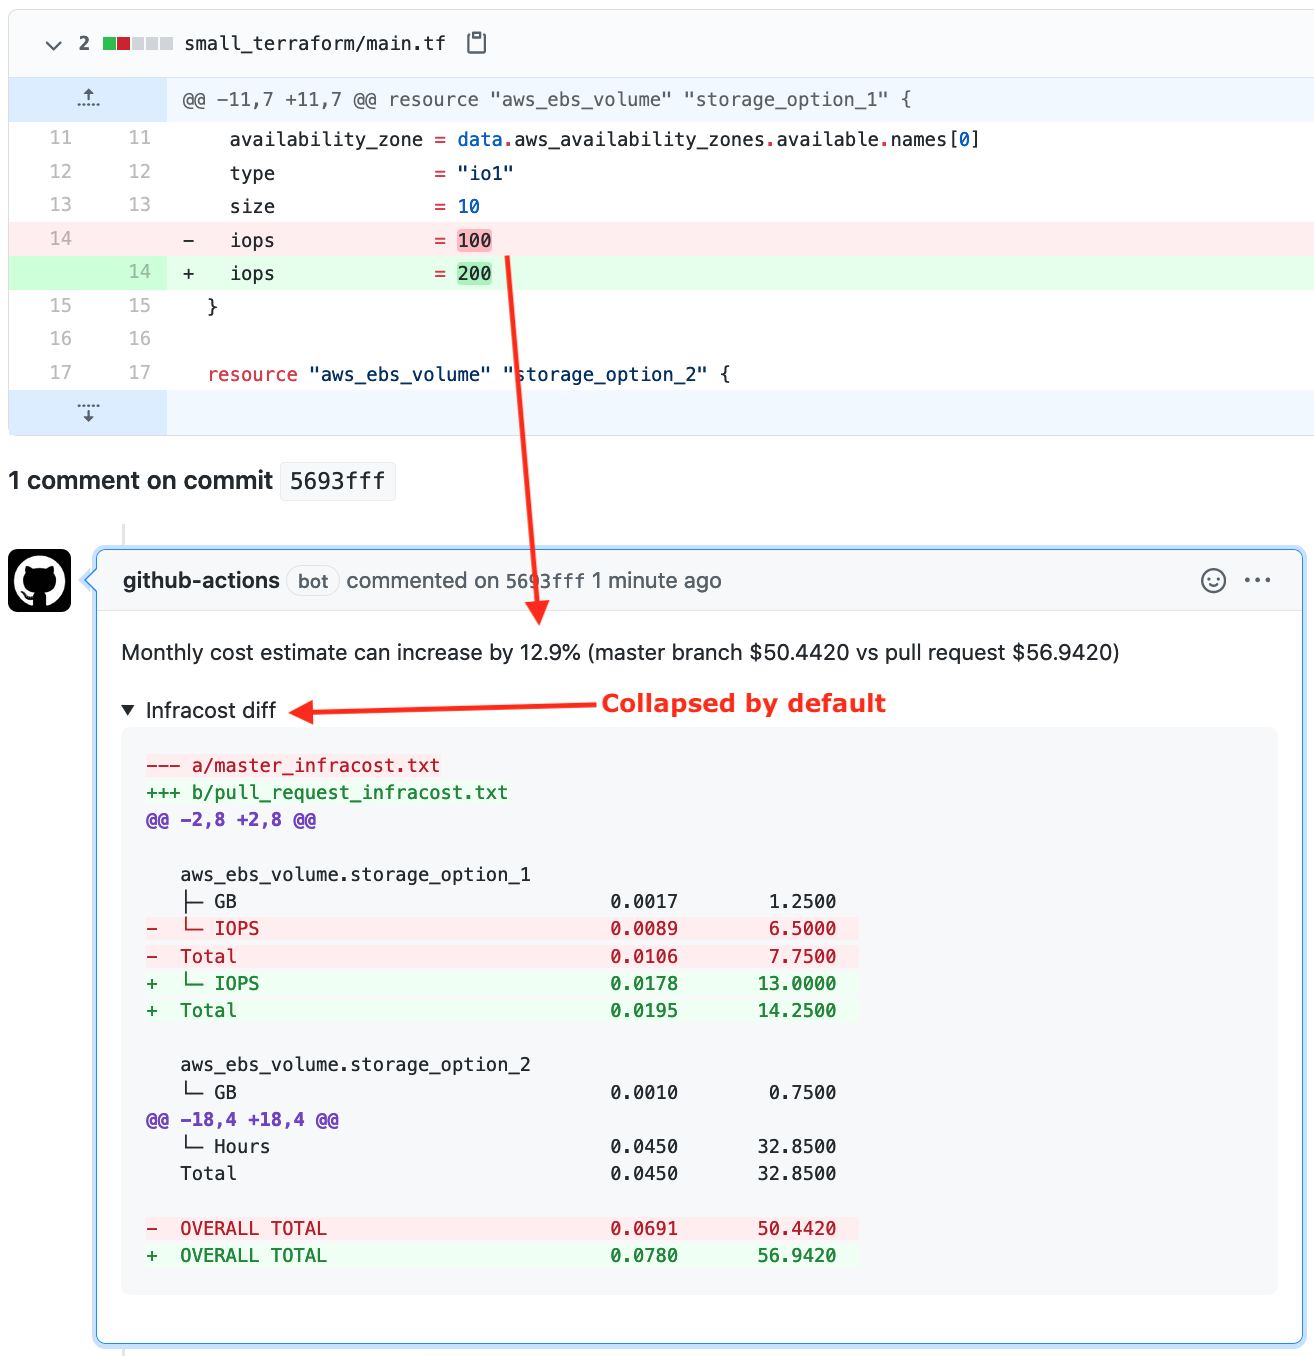 2 small_terraform/main.tf
@@ -11,7 +11,7 @@ resource "aws_ebs_volume" "storage_option_1" {
11 11 availability_zone = data.aws_availability_zones.available.names[0]
12 12 type = "io1"
13 13 size = 10
14 - iops = 100
14 + iops = 200
15 15 }
16 16
17 17 resource "aws_ebs_volume" "storage_option_2" {
1 comment on commit 5693fff
github-actions bot commented on 5693fff 1 minute ago
Monthly cost estimate can increase by 12.9% (master branch $50.4420 vs pull request $56.9420)
▼ Infracost diff Collapsed by default
--- a/master_infracost.txt
+++ b/pull_request_infracost.txt
@@ -2,8 +2,8 @@
aws_ebs_volume.storage_option_1
├─ GB 0.0017 1.2500
- └─ IOPS 0.0089 6.5000
- Total 0.0106 7.7500
+ └─ IOPS 0.0178 13.0000
+ Total 0.0195 14.2500
aws_ebs_volume.storage_option_2
└─ GB 0.0010 0.7500
@@ -18,4 +18,4 @@
└─ Hours 0.0450 32.8500
Total 0.0450 32.8500
- OVERALL TOTAL 0.0691 50.4420
+ OVERALL TOTAL 0.0780 56.9420